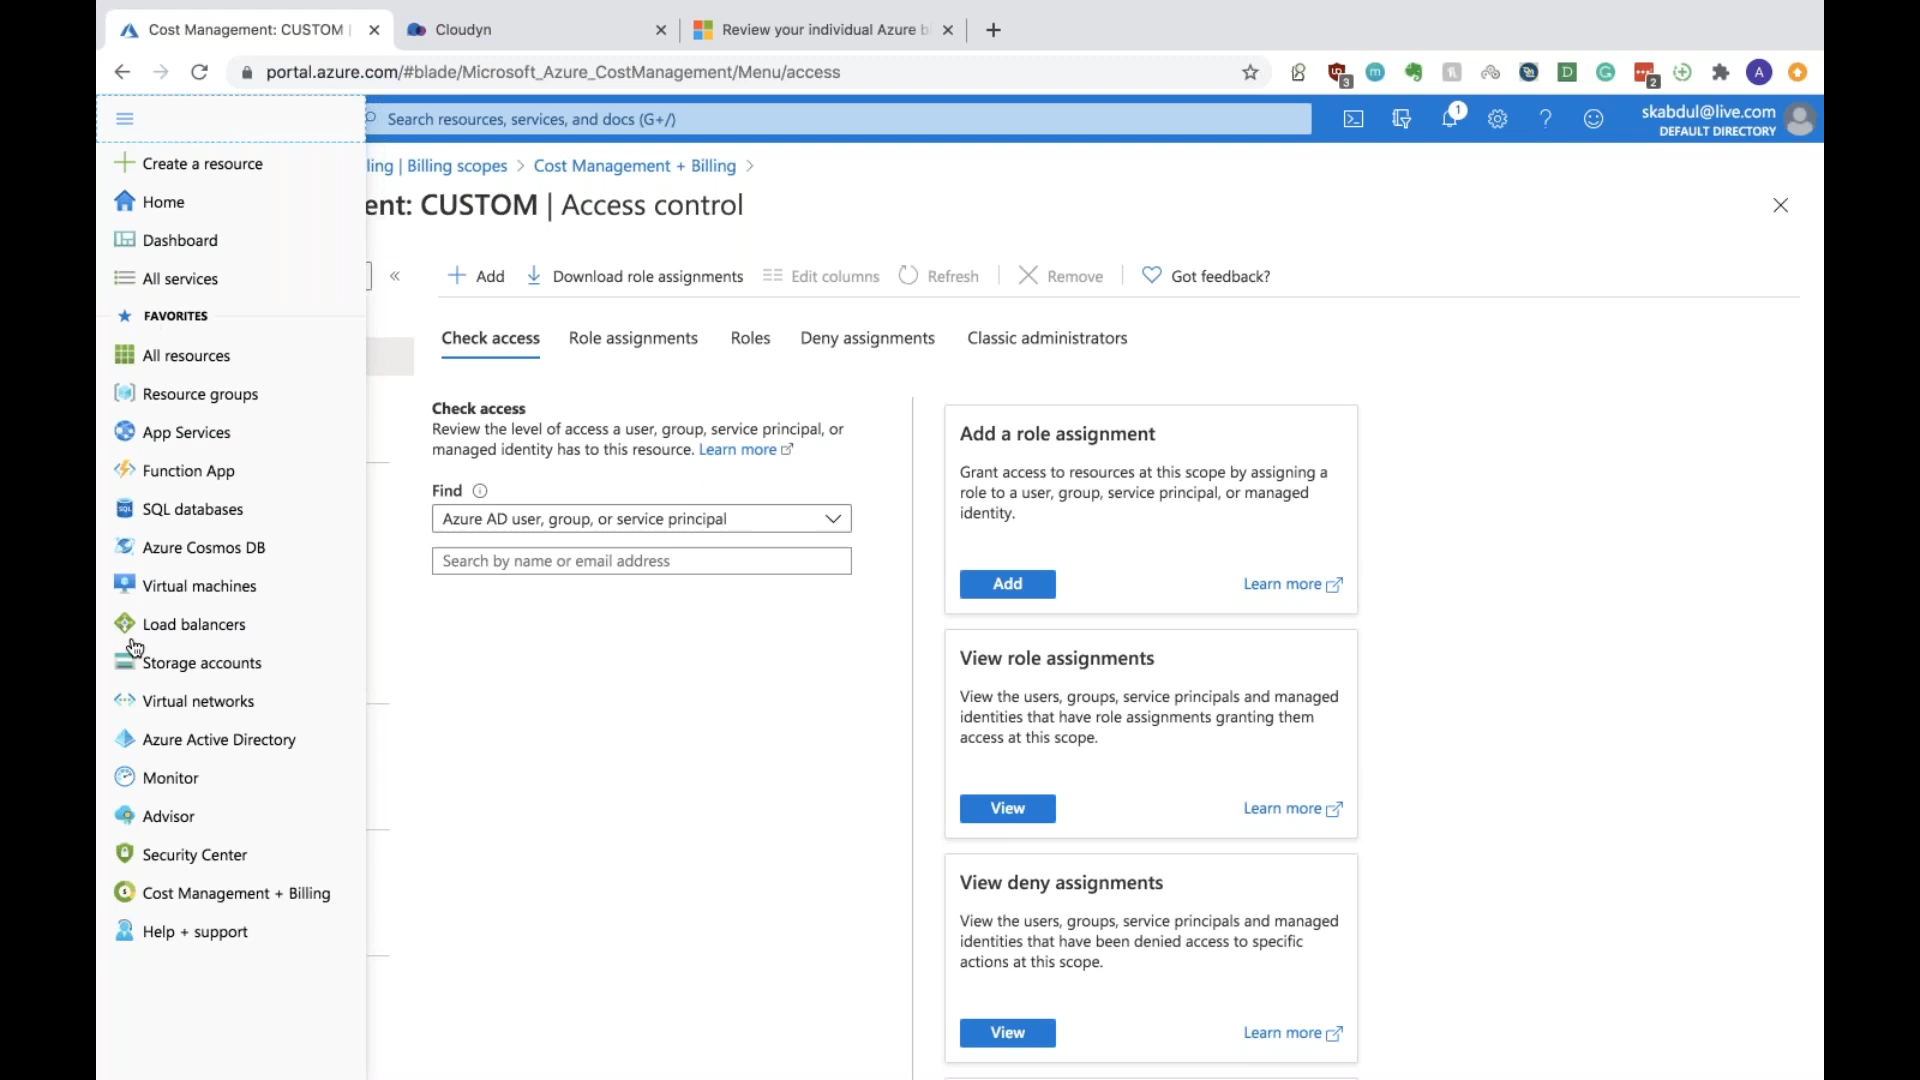 Cost Management: CUSTOM |
Cloudyn
Review your individual Azure bi
portal.azure.com/#blade/Microsoft_Azure_CostManagement/Menu/access
3
m
D
2
A
Search resources, services, and docs (G+/)
1
skabdul@live.com
DEFAULT DIRECTORY
Create a resource
Home
Dashboard
All services
FAVORITES
All resources
Resource groups
App Services
Function App
SQL databases
Azure Cosmos DB
Virtual machines
Load balancers
Storage accounts
Virtual networks
Azure Active Directory
Monitor
Advisor
Security Center
Cost Management + Billing
Help + support
ling | Billing scopes > Cost Management + Billing >
ent: CUSTOM | Access control
Add
Download role assignments
Edit columns
Refresh
Remove
Got feedback?
Check access
Role assignments
Roles
Deny assignments
Classic administrators
Check access
Review the level of access a user, group, service principal, or
managed identity has to this resource. Learn more
Find
Azure AD user, group, or service principal
Search by name or email address
Add a role assignment
Grant access to resources at this scope by assigning a
role to a user, group, service principal, or managed
identity.
Add
Learn more
View role assignments
View the users, groups, service principals and managed
identities that have role assignments granting them
access at this scope.
View
Learn more
View deny assignments
View the users, groups, service principals and managed
identities that have been denied access to specific
actions at this scope.
View
Learn more